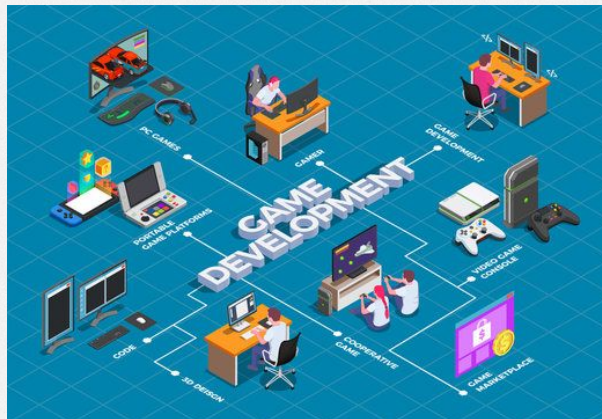 PC GAMES
GAMER
GAME
DEVELOPMENT
PORTABLE
GAME PLATFORMS
GAME
DEVELOPMENT
VIDEO GAME
CONSOLE
CODE
3D DEISGN
COOPERATIVE
GAME
GAME
MARKETPLACE